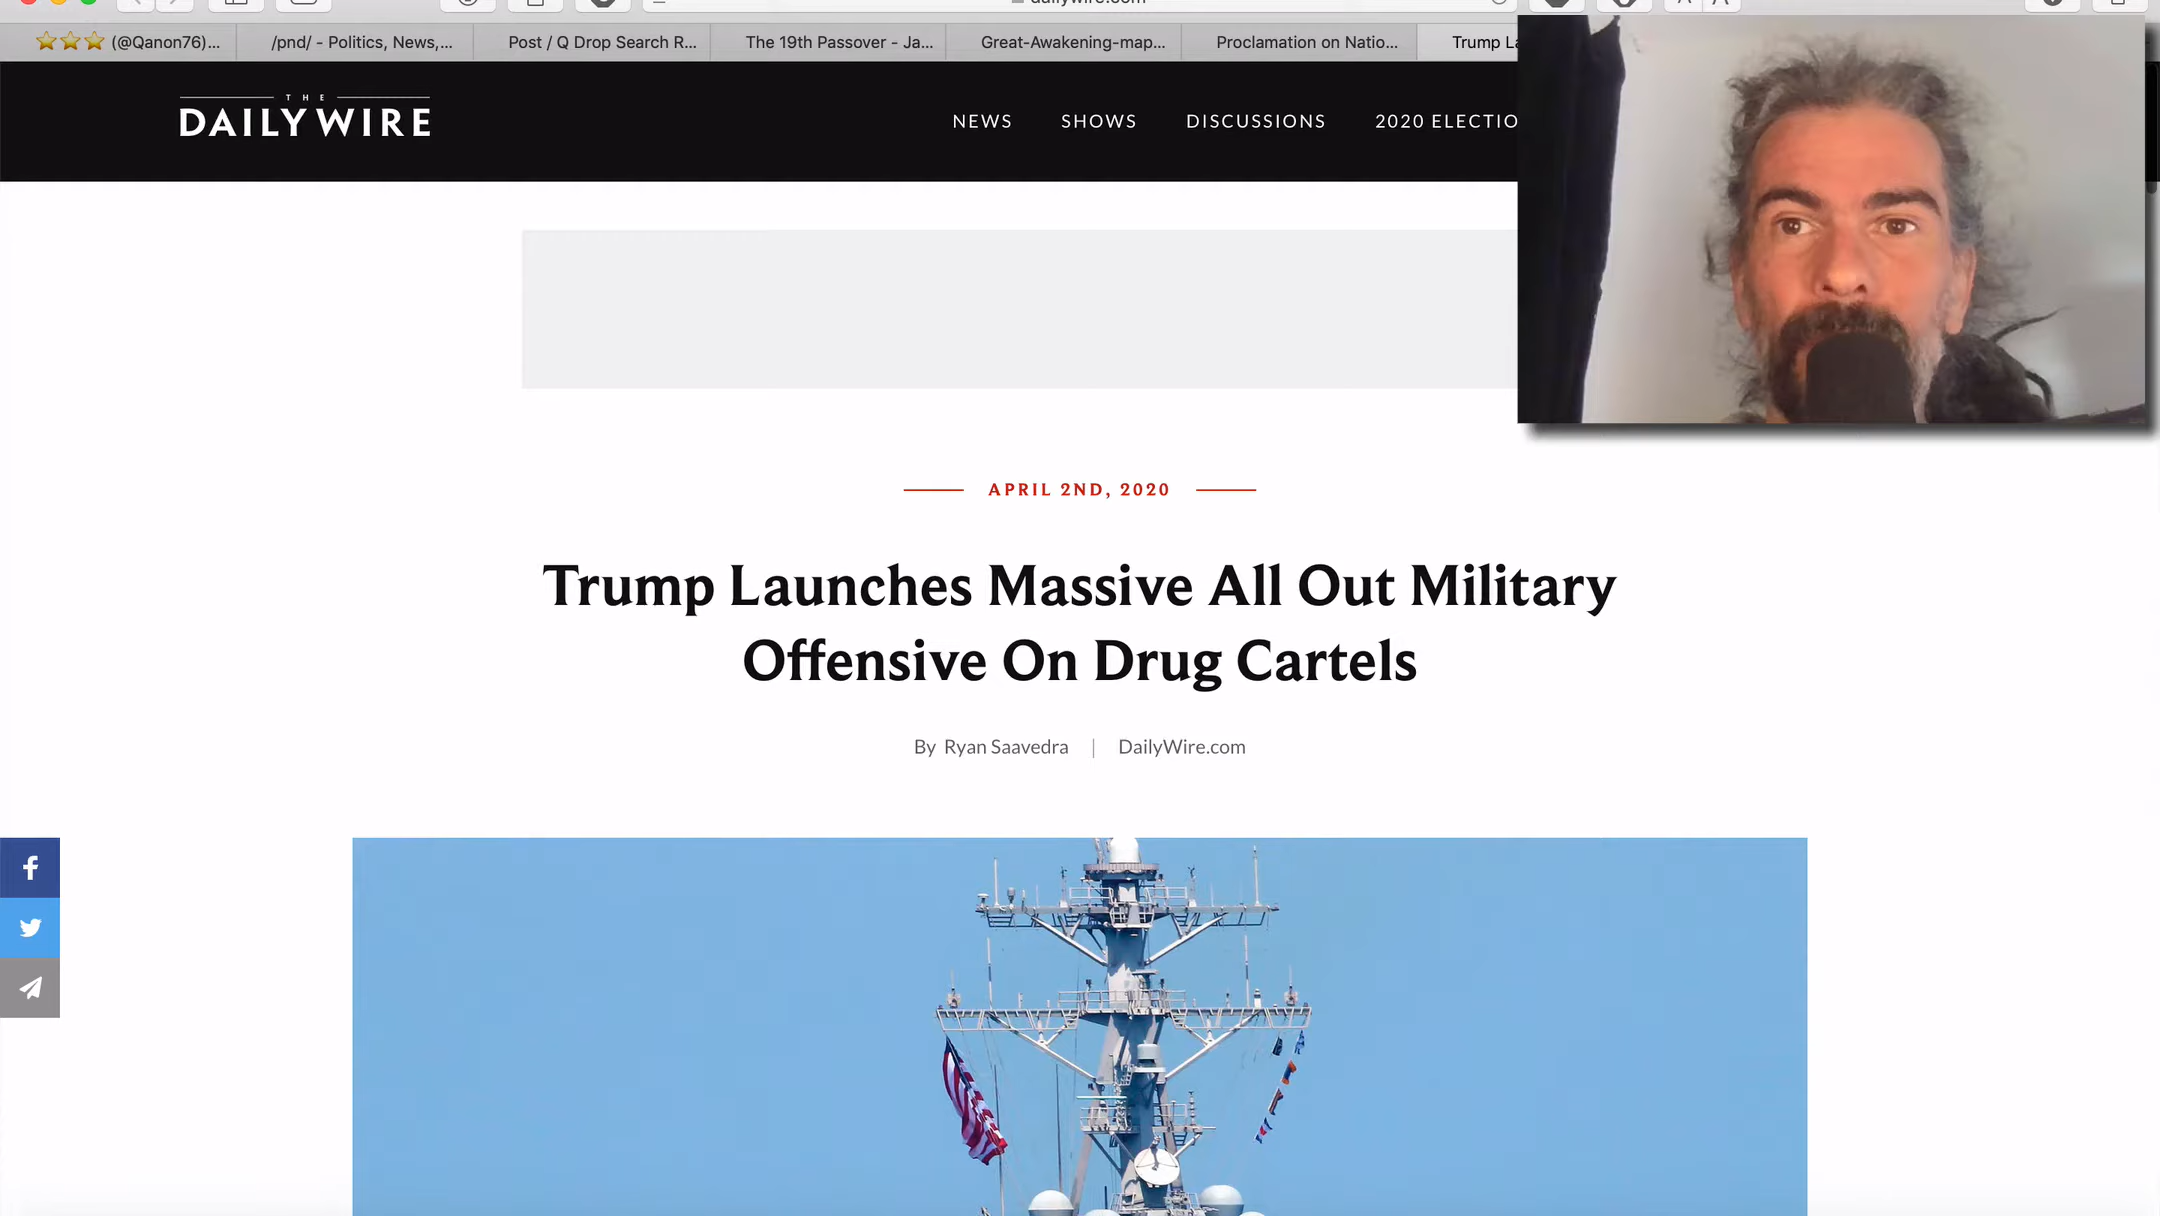 dailywire.com
⭐⭐⭐ (@Qanon76)...
/pnd/ - Politics, News,...
Post / Q Drop Search R...
The 19th Passover - Ja...
Great-Awakening-map...
Proclamation on Natio...
Trump La
THE
DAILYWIRE
NEWS
SHOWS
DISCUSSIONS
2020 ELECTIO
APRIL 2ND, 2020
Trump Launches Massive All Out Military
Offensive On Drug Cartels
By Ryan Saavedra | DailyWire.com